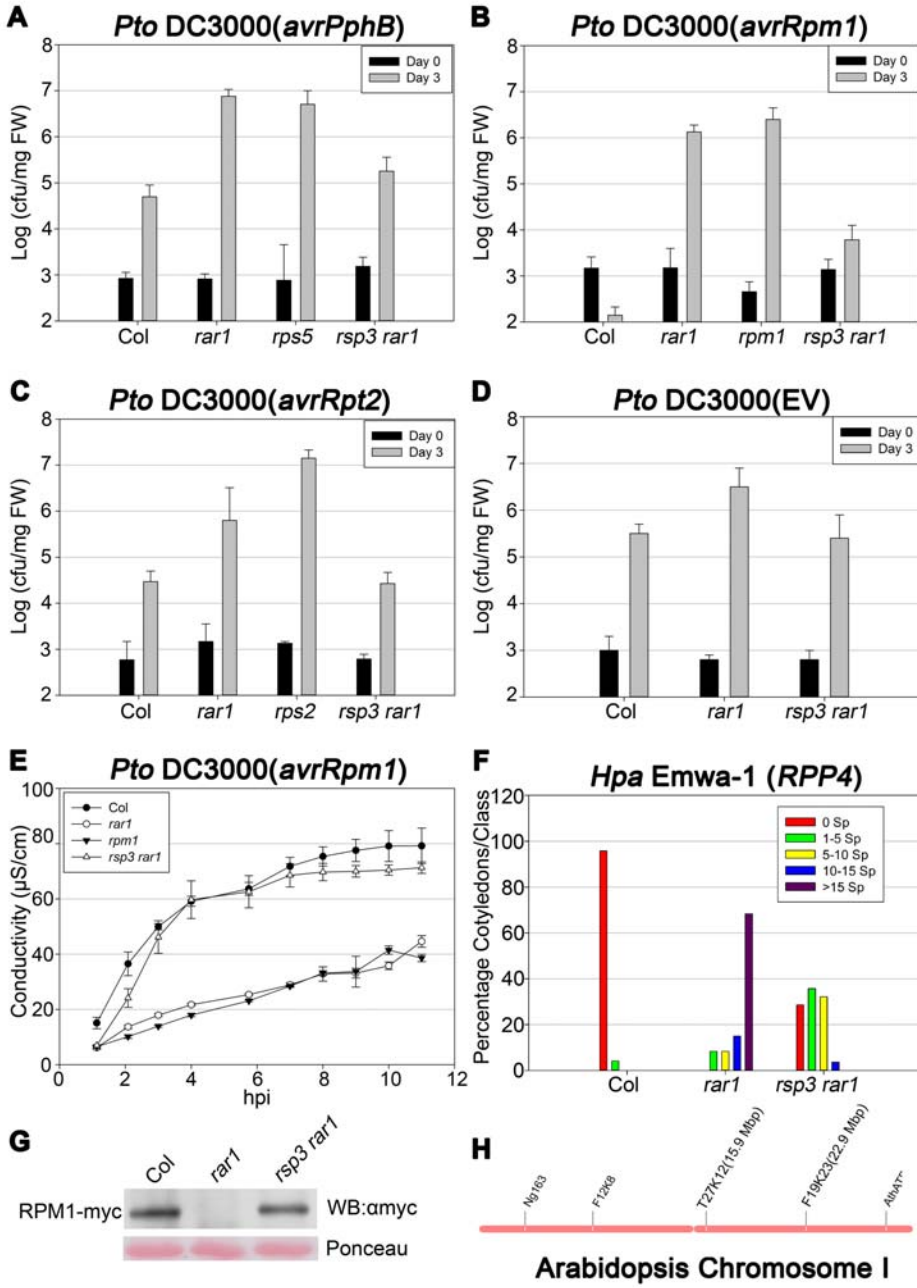 A
Pto DC3000(avrPphB)
Log (cfu/mg FW)
8
7
6
5
4
3
2
Day 0
Day 3
Col rar1 rps5 rsp3 rar1
B
Pto DC3000(avrRpm1)
Log (cfu/mg FW)
8
7
6
5
4
3
2
Day 0
Day 3
Col rar1 rpm1 rsp3 rar1
C
Pto DC3000(avrRpt2)
Log (cfu/mg FW)
8
7
6
5
4
3
2
Day 0
Day 3
Col rar1 rps2 rsp3 rar1
D
Pto DC3000(EV)
Log (cfu/mg FW)
8
7
6
5
4
3
2
Day 0
Day 3
Col rar1 rsp3 rar1
E
Pto DC3000(avrRpm1)
Conductivity (µS/cm)
100
80
60
40
20
0
Col
rar1
rpm1
rsp3 rar1
0 2 4 6 8 10 12
hpi
F
Hpa Emwa-1 (RPP4)
Percentage Cotyledons/Class
120
100
80
60
40
20
0
0 Sp
1-5 Sp
5-10 Sp
10-15 Sp
>15 Sp
Col rar1 rsp3 rar1
G
Col rar1 rsp3 rar1
RPM1-myc WB:αmyc
Ponceau
H
Ng163 F12K8 T27K12(15.9 Mbp) F19K23(22.9 Mbp)
Arabidopsis Chromosome I